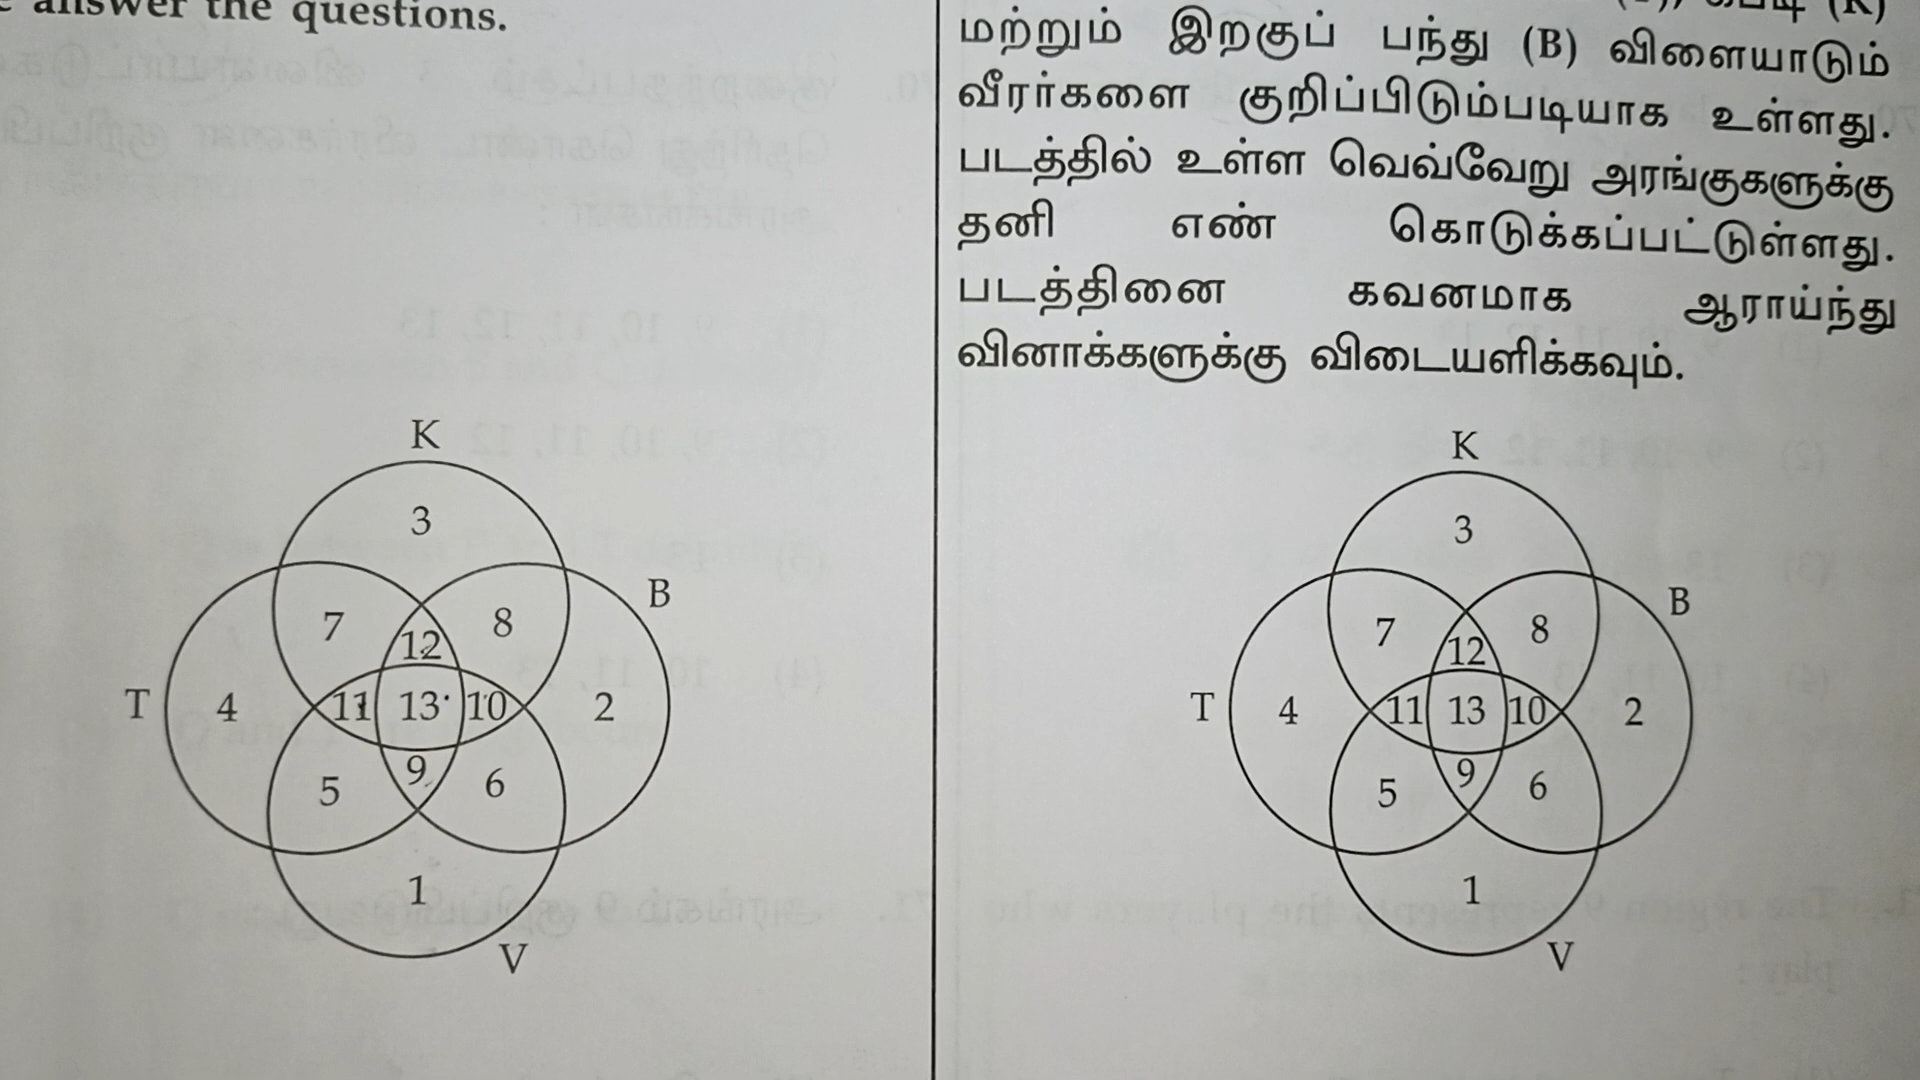 answer the questions.
K
3
B
7
8
12
T
4
11
13
10
2
5
9
6
1
V
(K)
மற்றும் இறகுப் பந்து (B) விளையாடும்
வீரர்களை குறிப்பிடும்படியாக உள்ளது.
படத்தில் உள்ள வெவ்வேறு அரங்குகளுக்கு
தனி எண் கொடுக்கப்பட்டுள்ளது.
படத்தினை கவனமாக ஆராய்ந்து
வினாக்களுக்கு விடையளிக்கவும்.
K
3
B
7
8
12
T
4
11
13
10
2
5
9
6
1
V